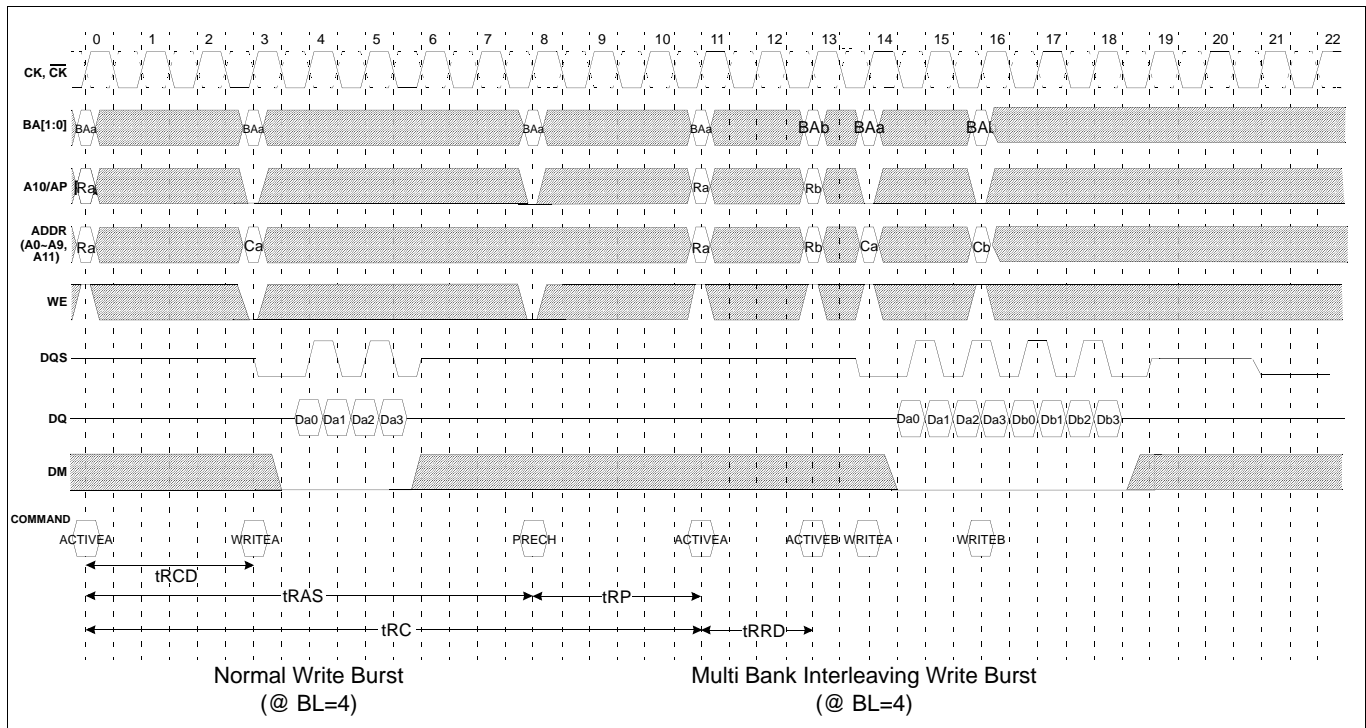 0 1 2 3 4 5 6 7 8 9 10 11 12 13 14 15 16 17 18 19 20 21 22
CK, CK
BA[1:0] BAa BAa BAa BAa BAb BAa
A10/AP Ra Ra Rb
ADDR
(A0~A9,
A11)
Ra Ca Ra Rb Ca Cb
WE
DQS
DQ Da0 Da1 Da2 Da3 Da0 Da1 Da2 Da3 Db0 Db1 Db2 Db3
DM
COMMAND
ACTIVEA WRITEA PRECH ACTIVEA ACTIVEB WRITEA WRITEB
tRCD
tRAS tRP
tRC tRRD
Normal Write Burst
(@ BL=4)
Multi Bank Interleaving Write Burst
(@ BL=4)